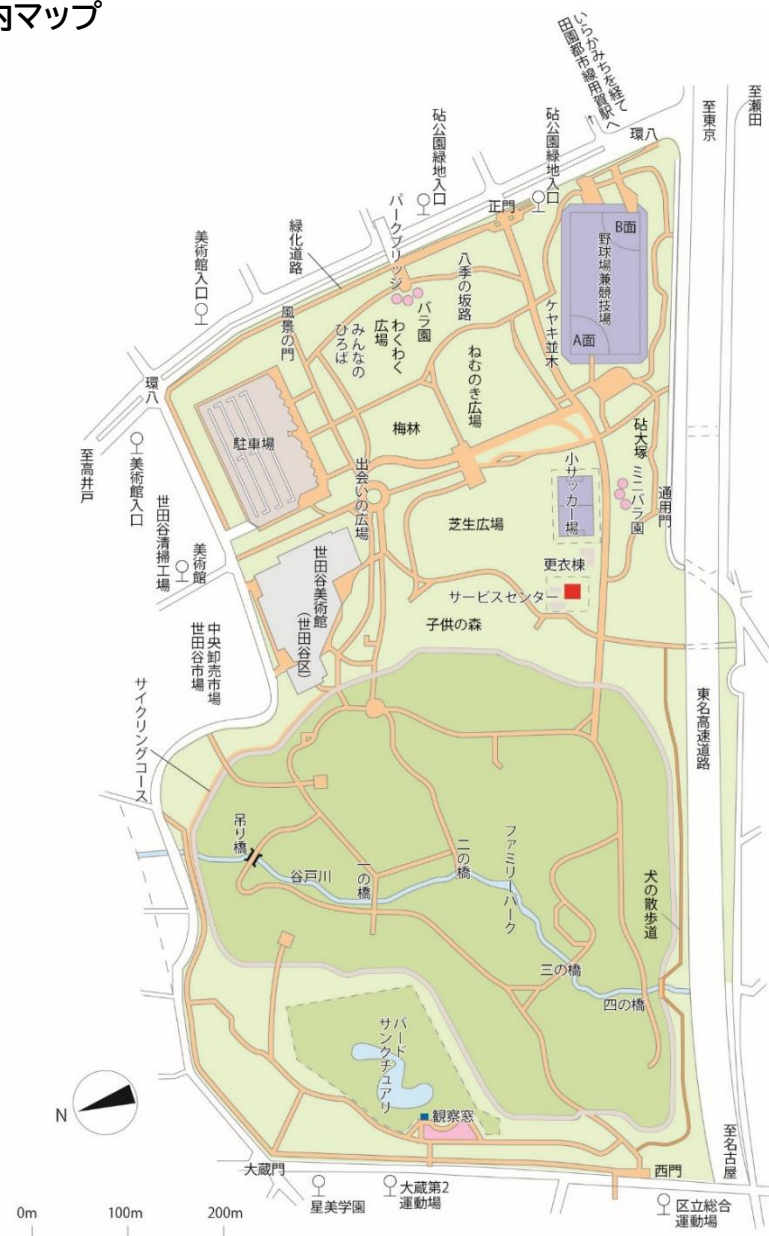 内マップ
いらかみちを経て
田園都市線用賀駅へ
環八
至東京
至瀬田
砧公園緑地入口
砧公園緑地入口
正門
パークブリッジ
緑化道路
美術館入口
B面
野球場兼競技場
A面
八季の坂路
ケヤキ並木
バラ園
わくわく
広場
みんなの
ひろば
風景の門
ねむのき広場
環八
梅林
駐車場
至高井戸
美術館入口
出会いの広場
小サッカー場
砧大塚
ミニバラ園
通用門
世田谷清掃工場
美術館
芝生広場
更衣棟
サービスセンター
世田谷美術館
(世田谷区)
子供の森
中央卸売市場
世田谷市場
サイクリングコース
東名高速道路
吊り橋
谷戸川
一の橋
二の橋
ファミリーパーク
犬の散歩道
三の橋
四の橋
バード
サンクチュアリ
観察窓
N
至名古屋
大蔵門
西門
星美学園
大蔵第2
運動場
区立総合
運動場
0m
100m
200m